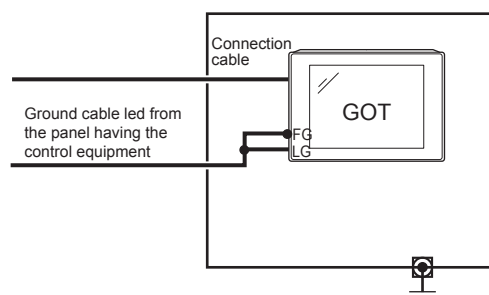 Connection
cable
Ground cable led from
the panel having the
control equipment
GOT
FG
LG